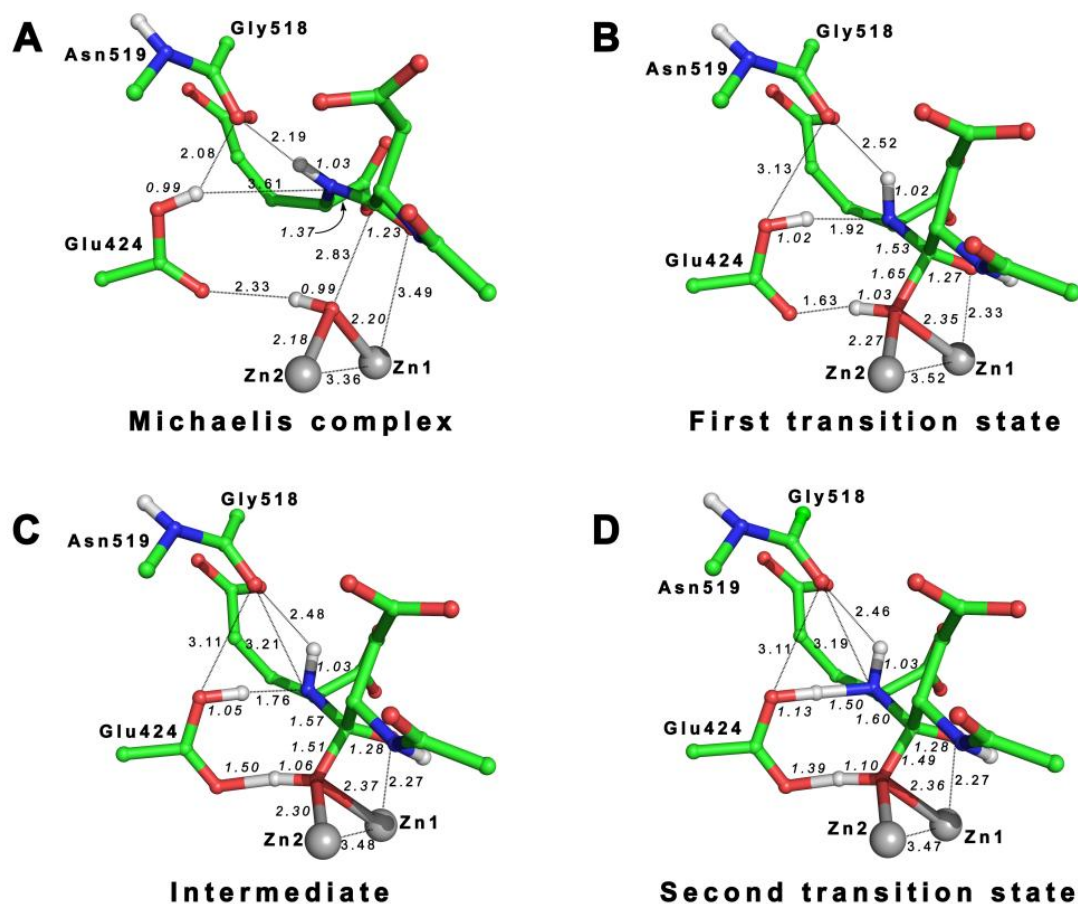 A
Gly518
Asn519
2.19
2.08
1.03
0.99
3.61
Glu424
1.37
1.23
2.83
2.33
0.99
3.49
2.20
2.18
Zn2
Zn1
3.36
Michaelis complex
B
Gly518
Asn519
2.52
3.13
1.02
1.02
1.92
Glu424
1.53
1.65
1.27
1.63
1.03
2.35
2.33
2.27
Zn2
Zn1
3.52
First transition state
C
Gly518
Asn519
2.48
3.11
3.21
1.03
1.05
1.76
Glu424
1.57
1.51
1.28
1.50
1.06
2.37
2.27
2.30
Zn2
Zn1
3.48
Intermediate
D
Gly518
Asn519
2.46
3.11
3.19
1.03
1.13
1.50
Glu424
1.60
1.28
1.49
1.39
1.10
2.36
2.27
2.29
Zn2
Zn1
3.47
Second transition state